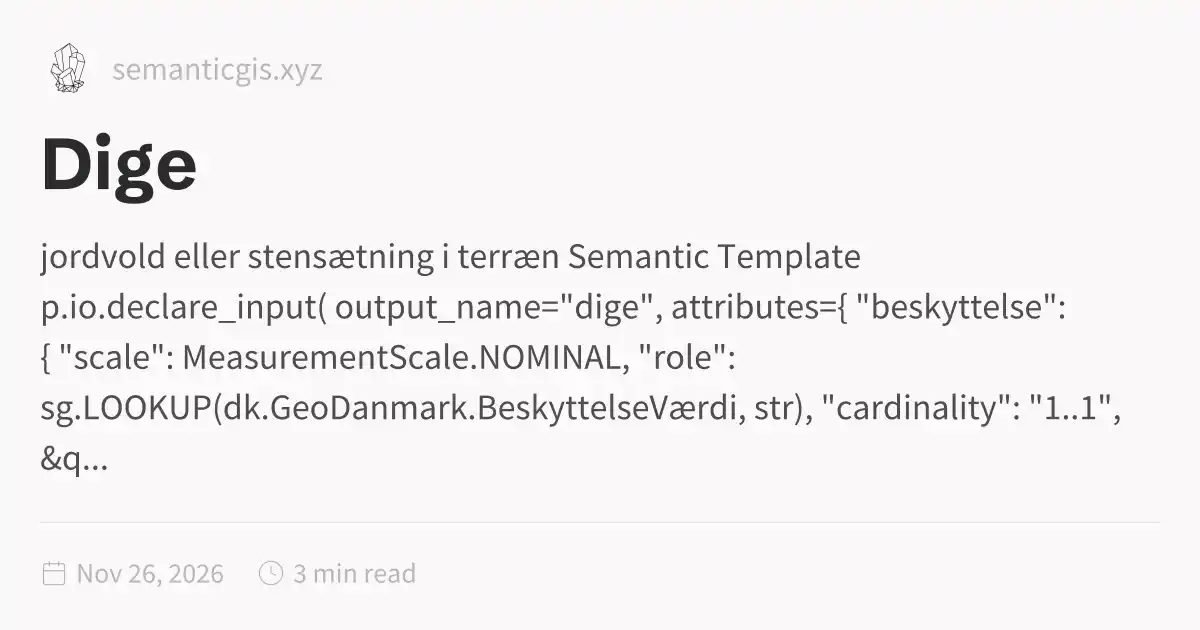 semanticgis.xyz
Dige
jordvold eller stensætning i terræn Semantic Template
p.io.declare_input( output_name="dige", attributes={ "beskyttelse":
{ "scale": MeasurementScale.NOMINAL, "role":
sg.LOOKUP(dk.GeoDanmark.BeskyttelseVærdi, str), "cardinality": "1..1",
&q...
Nov 26, 2026 3 min read